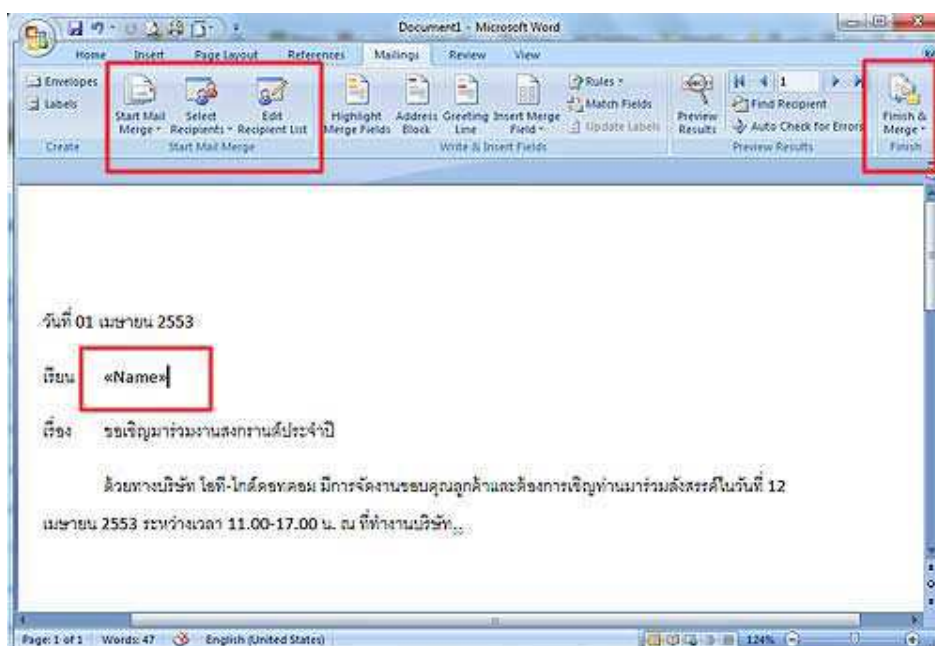 Document1 - Microsoft Word
Home Insert Page Layout References Mailings Review View
Envelopes
Labels
Create
Start Mail Merge
Select Recipients
Edit Recipient List
Start Mail Merge
Highlight Merge Fields
Address Block
Greeting Line
Insert Merge Field
Rules
Match Fields
Update Labels
Write & Insert Fields
Preview Results
1
Find Recipient
Auto Check for Errors
Preview Results
Finish & Merge
Finish
วันที่ 01 เมษายน 2553
เรียน «Name»
เรื่อง ขอเชิญมาร่วมงานสงกรานต์ประจำปี
ด้วยทางบริษัท ไอที-ไกด์ดอทคอม มีการจัดงานขอบคุณลูกค้าและต้องการเชิญท่านมาร่วมสังสรรค์ในวันที่ 12
เมษายน 2553 ระหว่างเวลา 11.00-17.00 น. ณ ที่ทำงานบริษัท..
Page: 1 of 1 Words: 47 English (United States) 124%